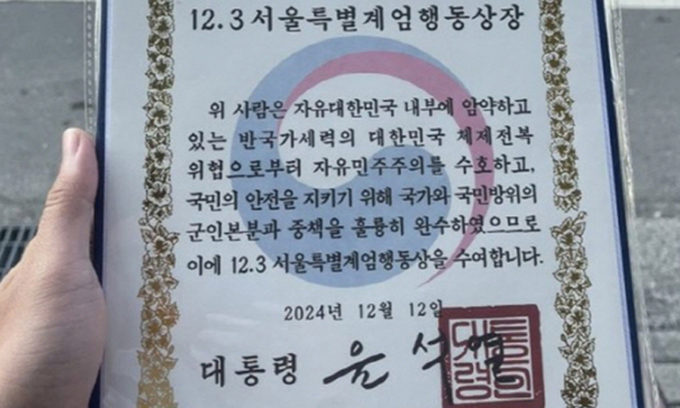 12.3 서울특별계엄행동상장
위 사람은 자유대한민국 내부에 암약하고
있는 반국가세력의 대한민국 체제전복
위협으로부터 자유민주주의를 수호하고,
국민의 안전을 지키기 위해 국가와 국민방위의
군인본분과 중책을 훌륭히 완수하였으므로
이에 12.3 서울특별계엄행동상을 수여합니다.
2024년 12월 12일
대통령 윤석열
대통령의인